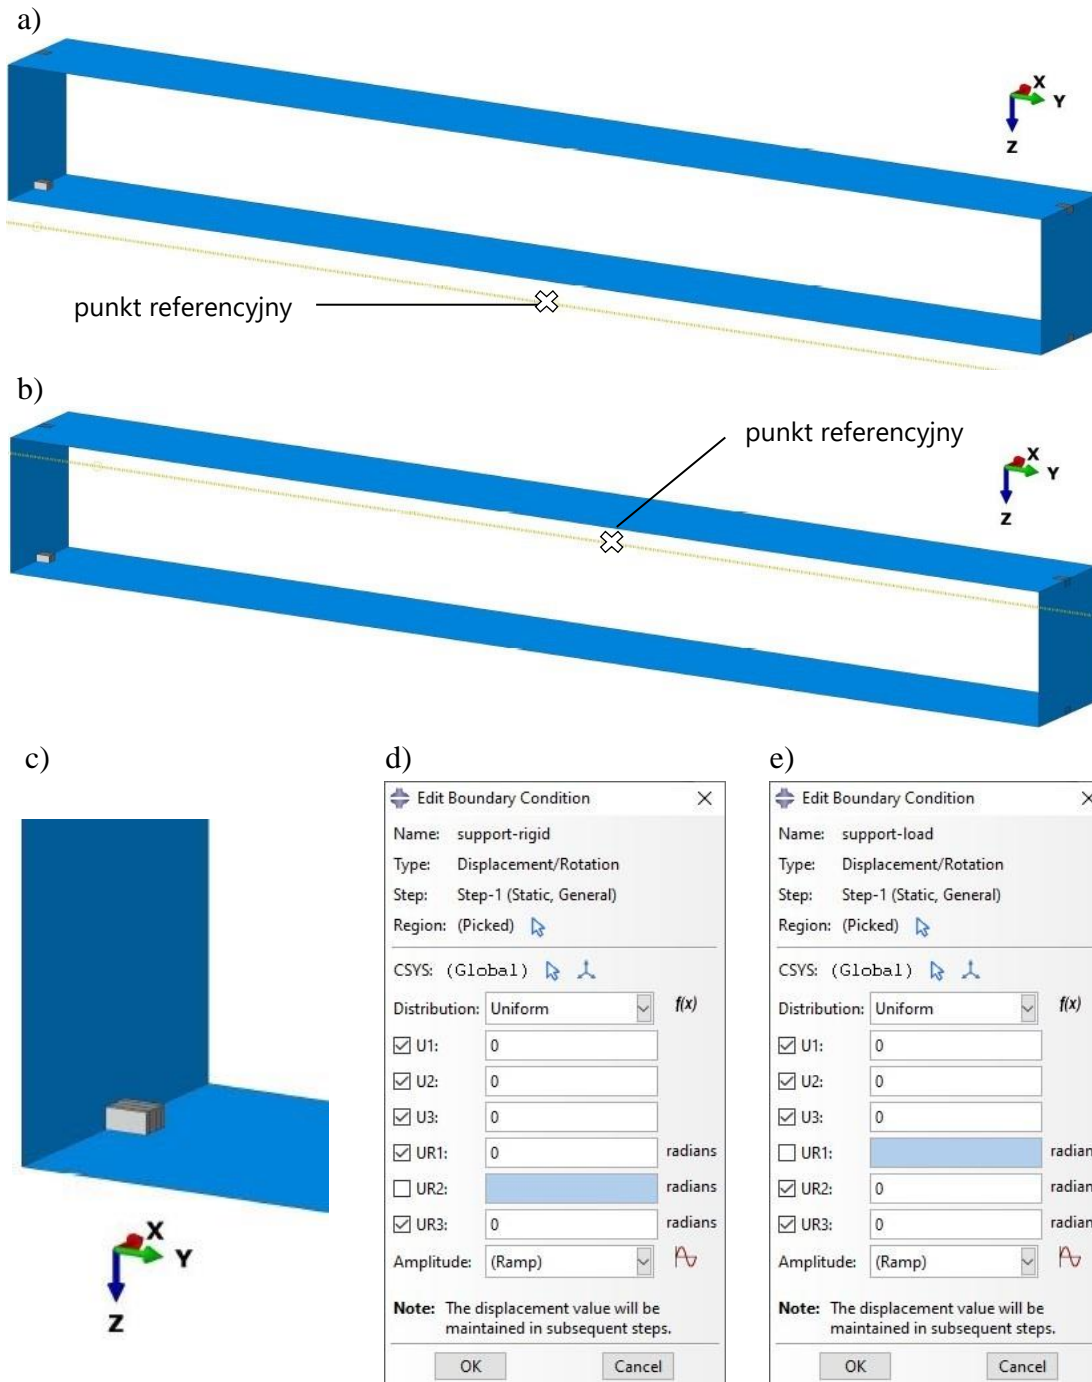 a)
X
Y
Z
punkt referencyjny
b)
punkt referencyjny
X
Y
Z
c)
X
Y
Z
d)
Edit Boundary Condition
Name: support-rigid
Type: Displacement/Rotation
Step: Step-1 (Static, General)
Region: (Picked)
CSYS: (Global)
Distribution: Uniform f(x)
U1: 0
U2: 0
U3: 0
UR1: 0 radians
UR2: radians
UR3: 0 radians
Amplitude: (Ramp)
Note: The displacement value will be
maintained in subsequent steps.
OK Cancel
e)
Edit Boundary Condition
Name: support-load
Type: Displacement/Rotation
Step: Step-1 (Static, General)
Region: (Picked)
CSYS: (Global)
Distribution: Uniform f(x)
U1: 0
U2: 0
U3: 0
UR1: radian
UR2: 0 radian
UR3: 0 radian
Amplitude: (Ramp)
Note: The displacement value will be
maintained in subsequent steps.
OK Cancel